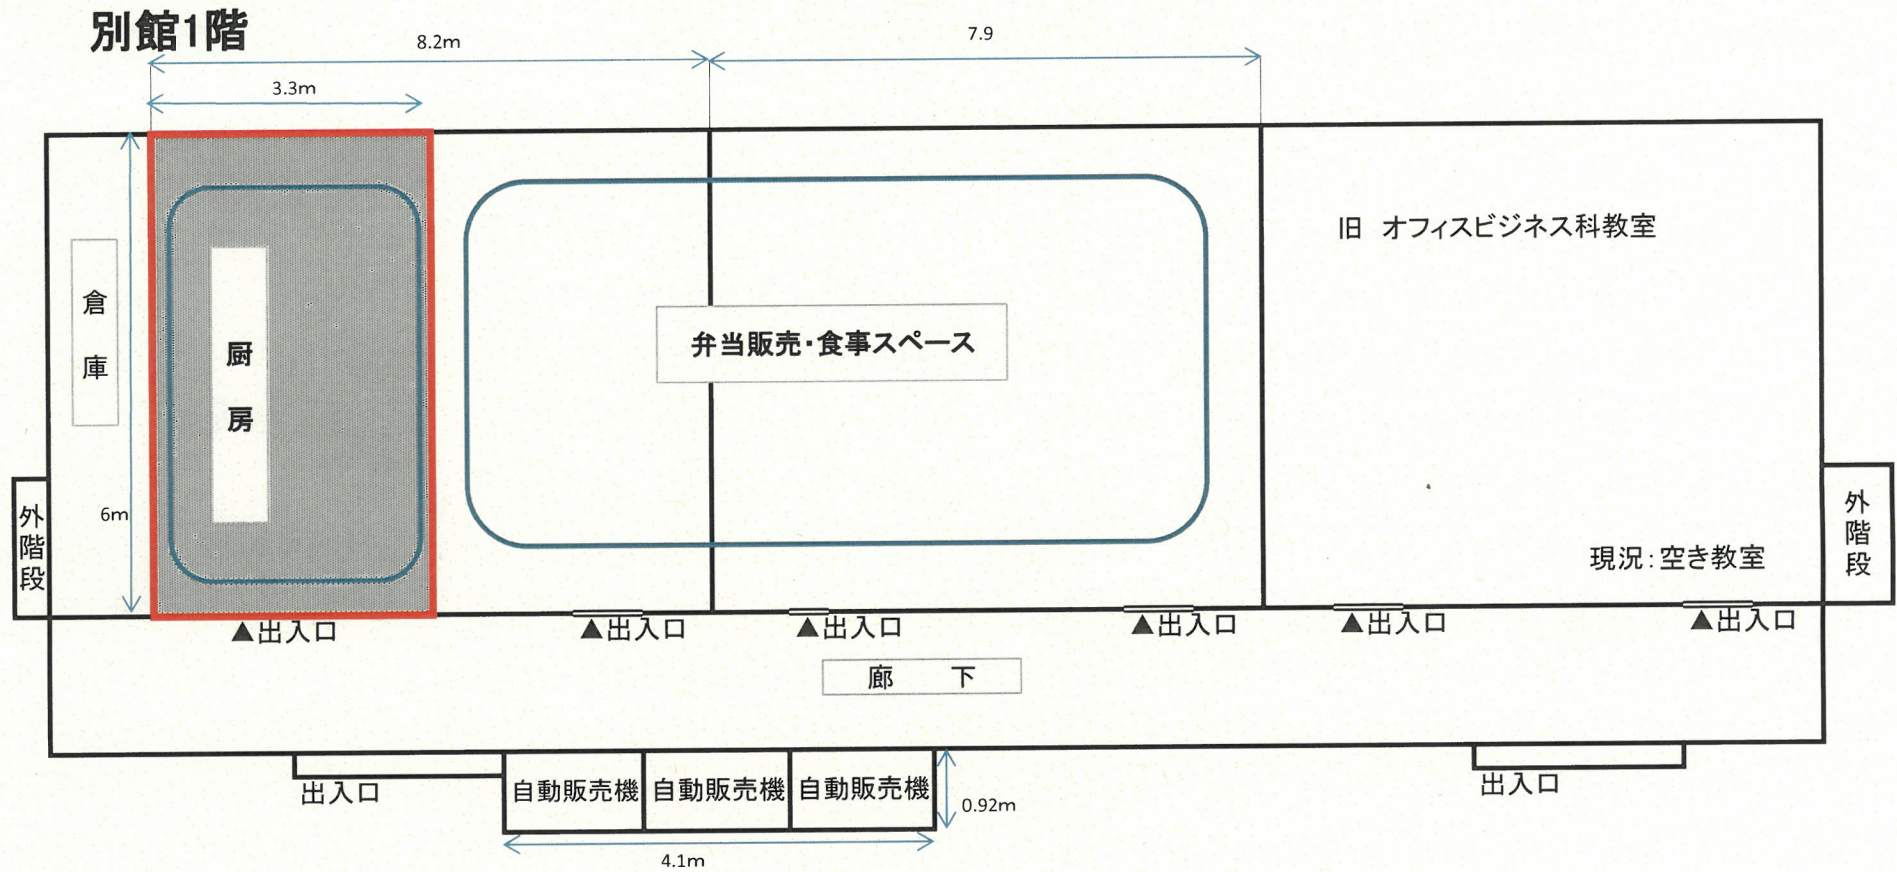 別館1階
8.2m
7.9
3.3m
旧 オフィスビジネス科教室
倉庫
厨房
弁当販売・食事スペース
6m
外階段
外階段
現況：空き教室
▲出入口
▲出入口
▲出入口
▲出入口
▲出入口
▲出入口
廊 下
出入口
自動販売機
自動販売機
自動販売機
0.92m
出入口
4.1m